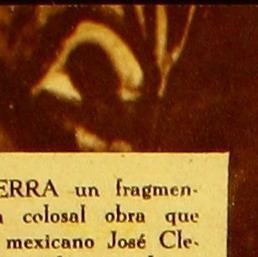 ERRA un fragmen-
colosal obra que
mexicano José Cle-